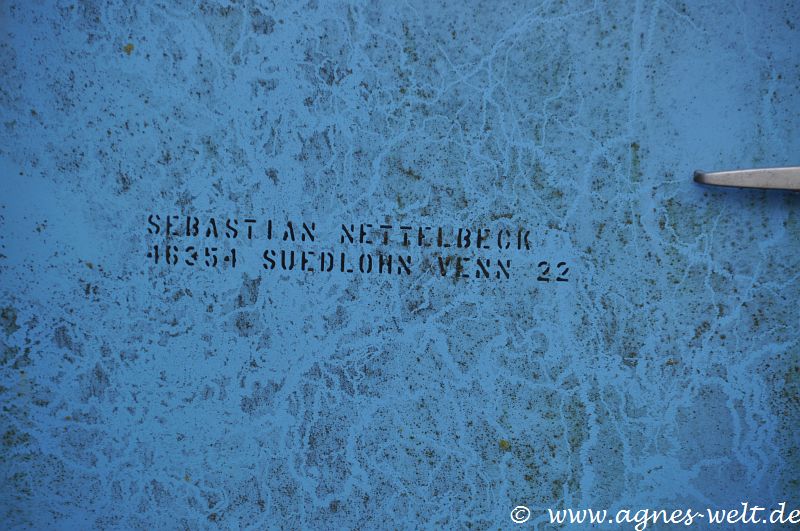 SEBASTIAN NETTELBECK
46354 SUEDLOHN VENN 22
© www.agnes-welt.de